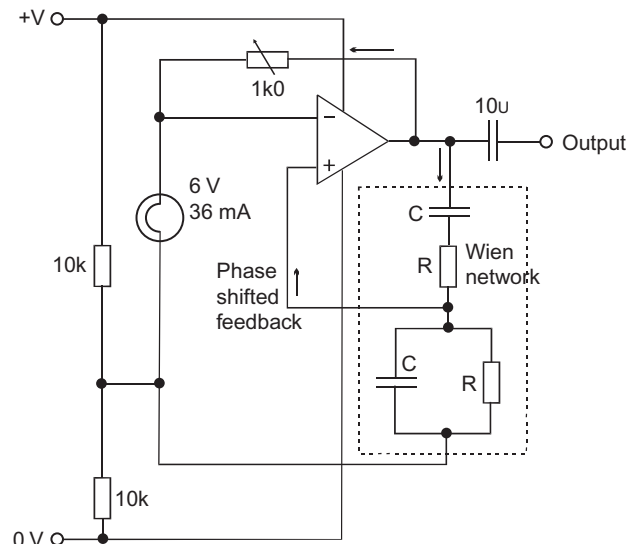 +V
1k0
10U
−
+
Output
6 V
36 mA
C
R
Wien
network
10k
Phase
shifted
feedback
C
R
10k
0 V